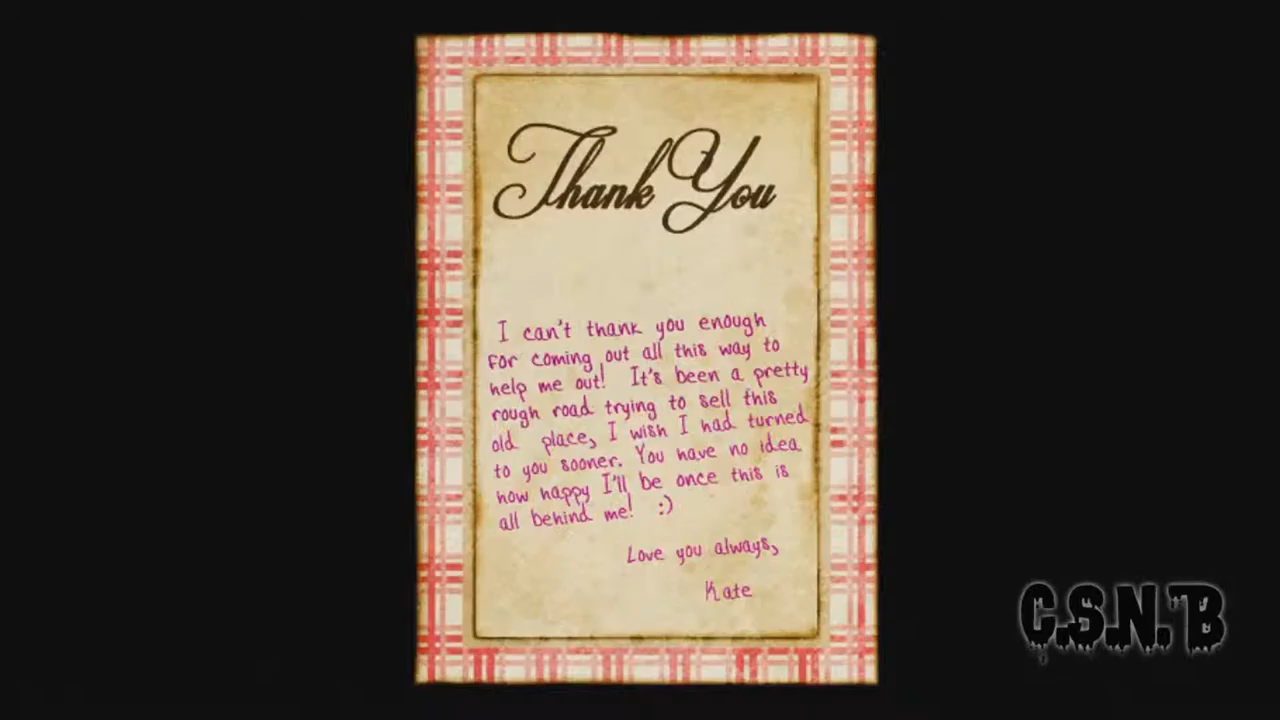 Thank You
I can't thank you enough
for coming out all this way to
help me out! It's been a pretty
rough road trying to sell this
old place, I wish I had turned
to you sooner. You have no idea
how happy I'll be once this is
all behind me! :)
Love you always,
Kate
C.S.N.B